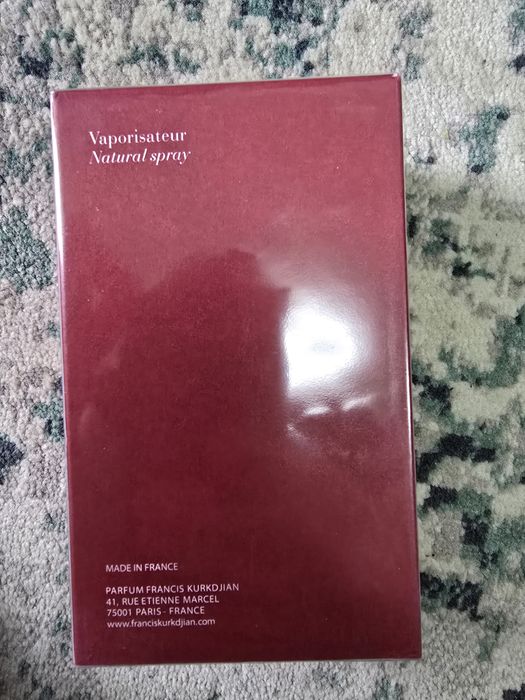 Vaporisateur
Natural spray
MADE IN FRANCE
PARFUM FRANCIS KURKDJIAN
41, RUE ETIENNE MARCEL
75001 PARIS - FRANCE
www.franciskurkdjian.com